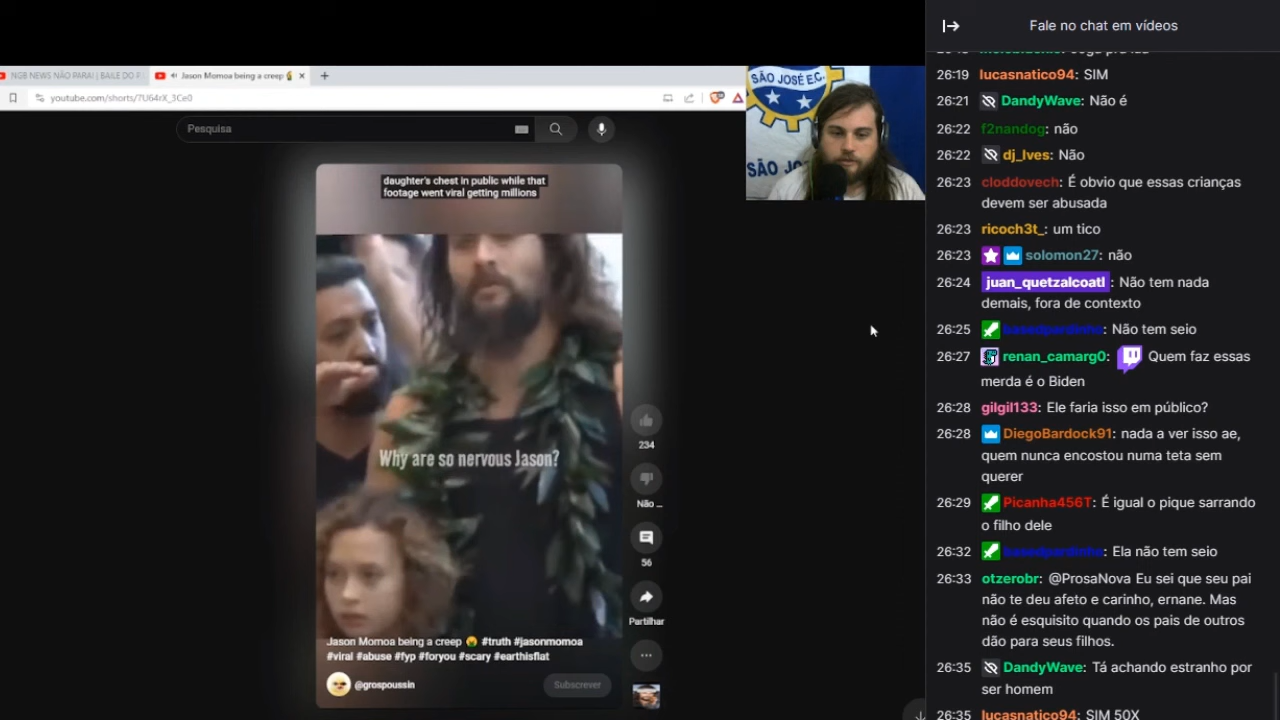 NGB NEWS NÃO PARA! | BAILE DO F
Jason Momoa being a creep
youtube.com/shorts/7U64rX_3Ce0
Pesquisa
daughter's chest in public while that
footage went viral getting millions
Why are so nervous Jason?
234
Não ...
56
Partilhar
Jason Momoa being a creep 🤮 #truth #jasonmomoa
#viral #abuse #fyp #foryou #scary #earthisflat
@grospoussin
Subscrever
SÃO JOSÉ E.C.
SÃO JO
Fale no chat em vídeos
26:19 lucasnatico94: SIM
26:21 DandyWave: Não é
26:22 f2nandog: não
26:22 dj_Ives: Não
26:23 cloddovech: É obvio que essas crianças
devem ser abusada
26:23 ricoch3t_: um tico
26:23 solomon27: não
26:24 juan_quetzalcoatl: Não tem nada
demais, fora de contexto
26:25 basedpardinho: Não tem seio
26:27 renan_camarg0: Quem faz essas
merda é o Biden
26:28 gilgil133: Ele faria isso em público?
26:28 DiegoBardock91: nada a ver isso ae,
quem nunca encostou numa teta sem
querer
26:29 Picanha456T: É igual o pique sarrando
o filho dele
26:32 basedpardinho: Ela não tem seio
26:33 otzerobr: @ProsaNova Eu sei que seu pai
não te deu afeto e carinho, ernane. Mas
não é esquisito quando os pais de outros
dão para seus filhos.
26:35 DandyWave: Tá achando estranho por
ser homem
26:35 lucasnatico94: SIM 50X